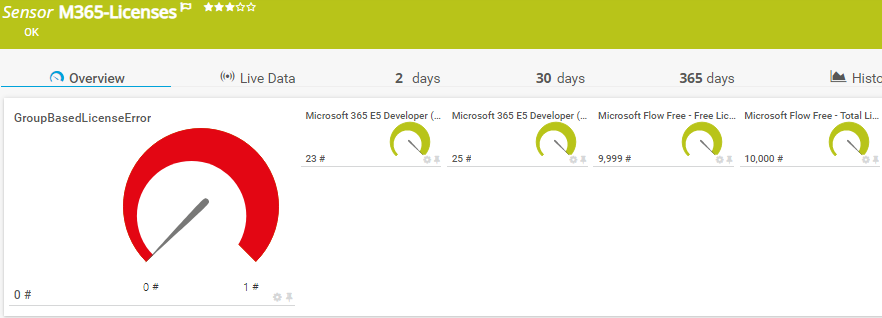 Sensor M365-Licenses
OK
Overview
Live Data
2 days
30 days
365 days
Histo
GroupBasedLicenseError
0 #
1 #
0 #
Microsoft 365 E5 Developer (...
23 #
Microsoft 365 E5 Developer (...
25 #
Microsoft Flow Free - Free Lic...
9,999 #
Microsoft Flow Free - Total Li...
10,000 #